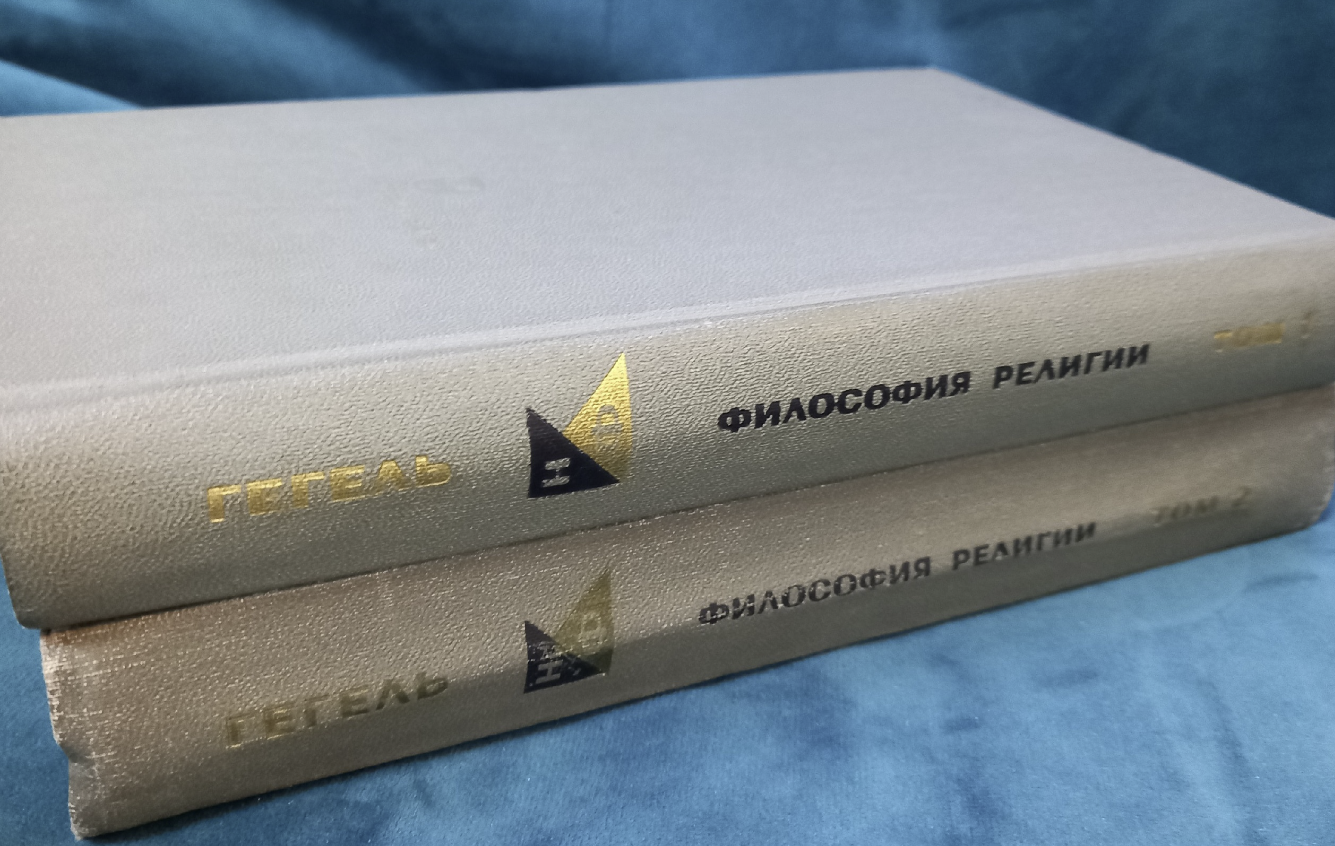 ГЕГЕЛЬ Н Ф ФИЛОСОФИЯ РЕЛИГИИ ТОМ 1
ГЕГЕЛЬ Н Ф ФИЛОСОФИЯ РЕЛИГИИ ТОМ 2